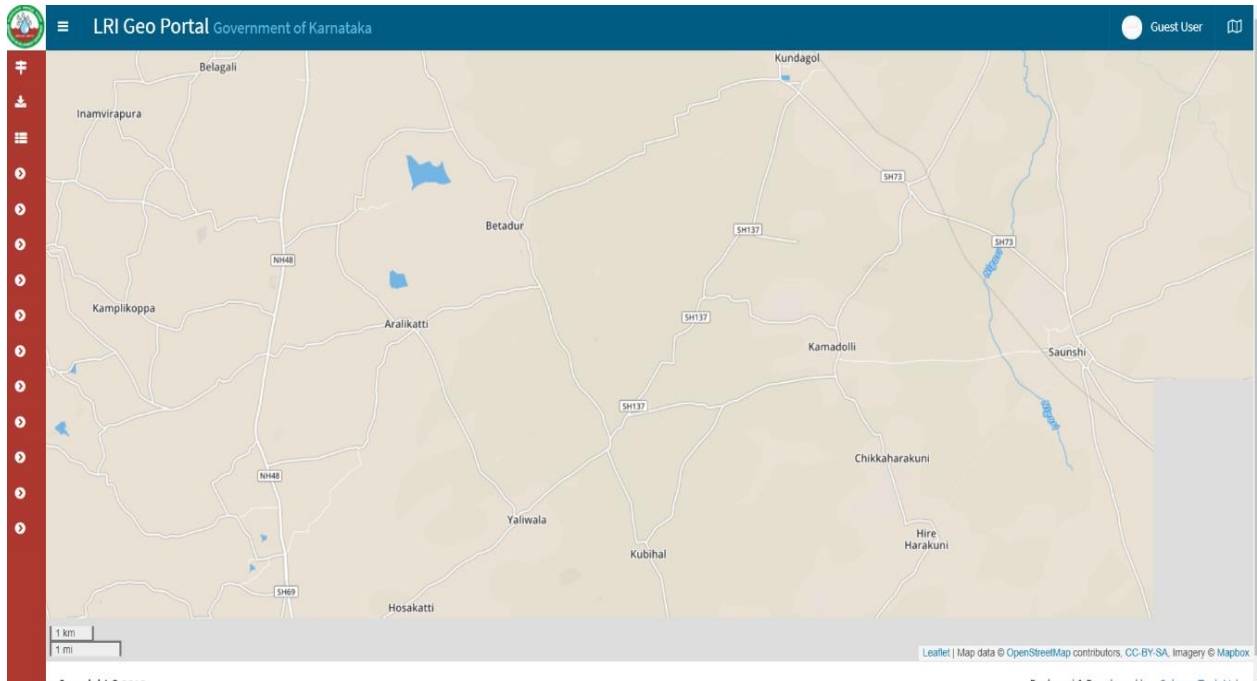 LRI Geo Portal Government of Karnataka
Guest User
Belagali
Kundagol
Inamvirapura
SH73
Betadur
SH137
SH73
NH48
Kamplikoppa
SH137
Aralikatti
Kamadolli
Saunshi
SH137
Chikkaharakuni
NH48
Yaliwala
Hire
Harakuni
Kubihal
SH69
Hosakatti
1 km
1 mi
Leaflet | Map data © OpenStreetMap contributors, CC-BY-SA, Imagery © Mapbox